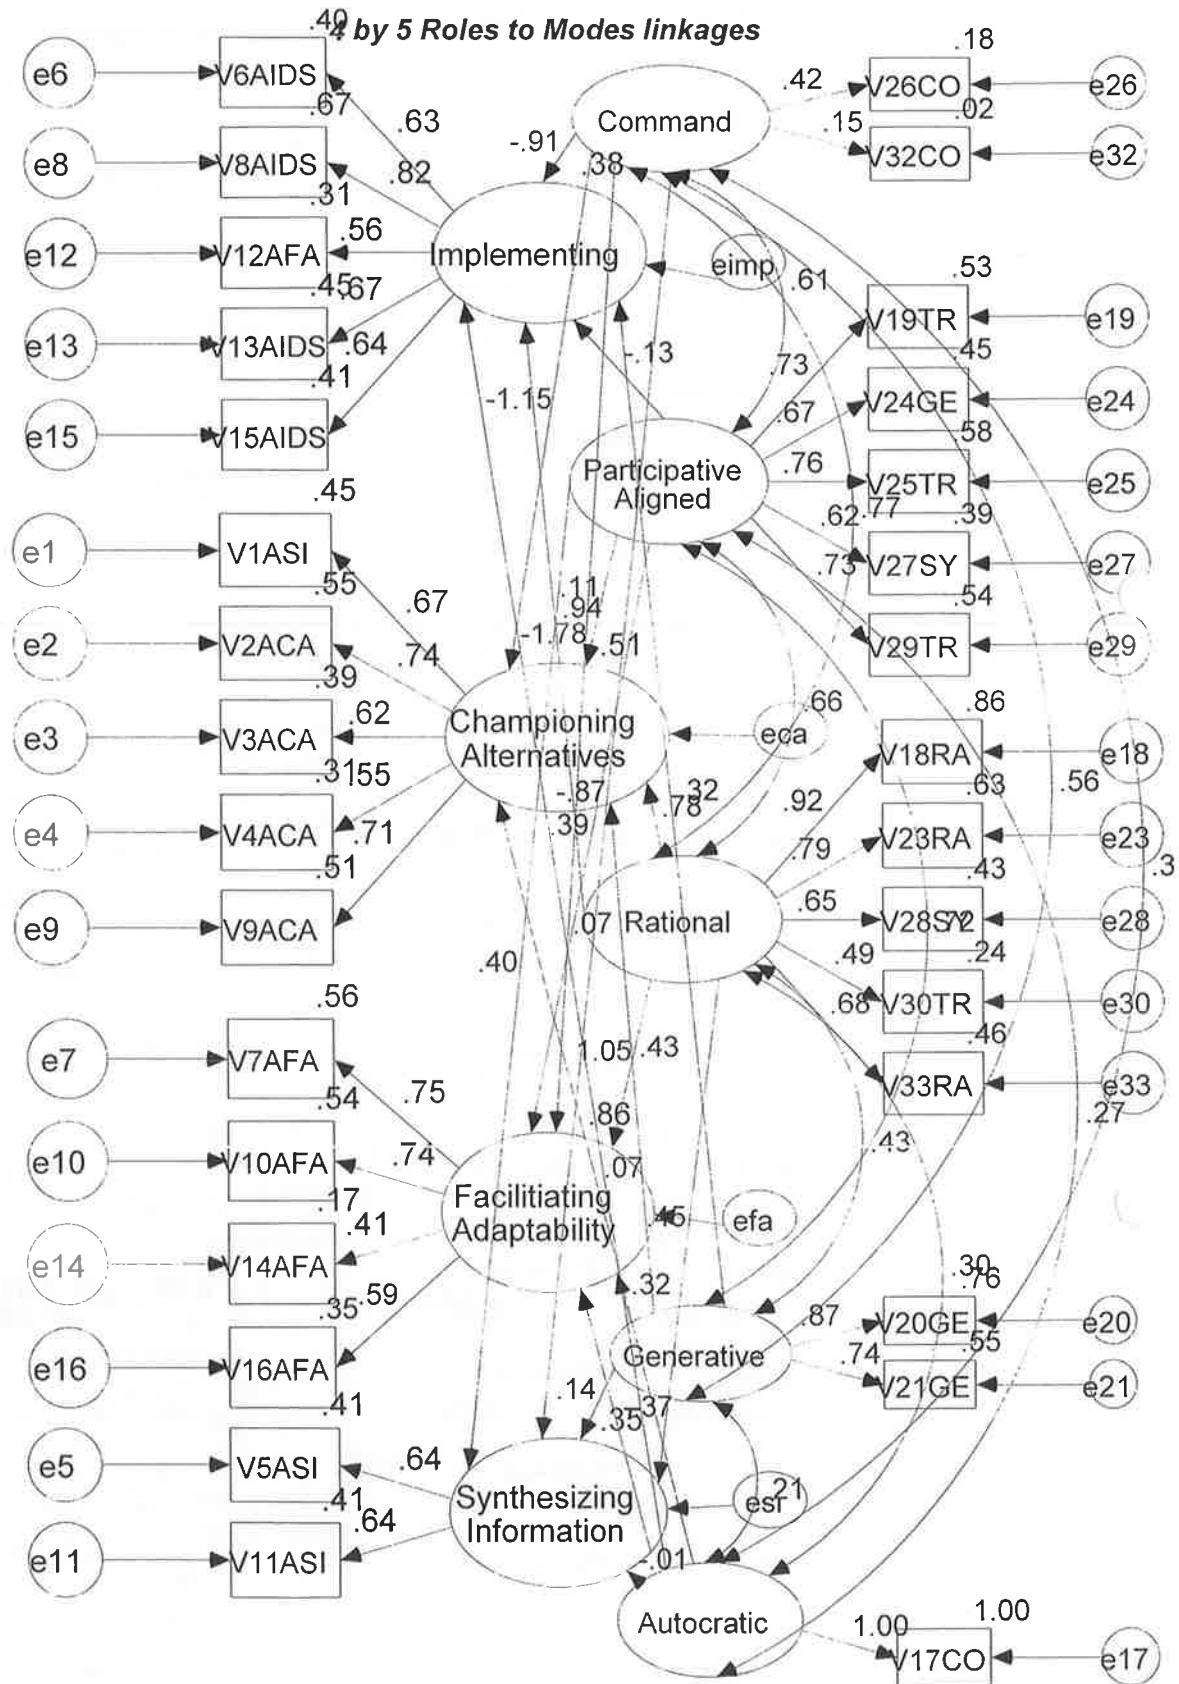 4 by 5 Roles to Modes linkages
.40
e6
V6AIDS
.67
.63
e8
V8AIDS
.31
.82
e12
V12AFA
.45
.56
.67
e13
V13AIDS
.41
.64
e15
V15AIDS
Implementing
eimp
Command
-.91
.38
.42
.15
.18
V26CO
.02
e26
V32CO
e32
.61
.53
V19TR
.45
e19
V24GE
.58
e24
V25TR
.39
e25
V27SY
.54
e27
V29TR
e29
.73
.67
.76
.62
.77
.73
Participative
Aligned
-.13
-1.15
.45
e1
V1ASI
.55
.67
e2
V2ACA
.39
.74
e3
V3ACA
.31
.62
.55
e4
V4ACA
.51
.71
e9
V9ACA
Championing
Alternatives
eca
.11
.94
-1.78
.51
.66
-.87
.39
.78
.32
.86
V18RA
.63
e18
.56
V23RA
.43
e23
.3
V28SY
.72
.24
e28
V30TR
.46
e30
V33RA
e33
.27
.92
.79
.65
.49
.68
Rational
.07
.40
1.05
.43
.86
.07
.43
.56
e7
V7AFA
.54
.75
e10
V10AFA
.17
.74
e14
V14AFA
.35
.41
.59
e16
V16AFA
.41
Facilitiating
Adaptability
efa
.45
.32
Generative
.87
.74
.30
.76
V20GE
.55
e20
V21GE
e21
.14
.35
-.37
e5
V5ASI
.41
.64
e11
V11ASI
.64
Synthesizing
Information
esi
.21
-.01
Autocratic
1.00
1.00
V17CO
e17